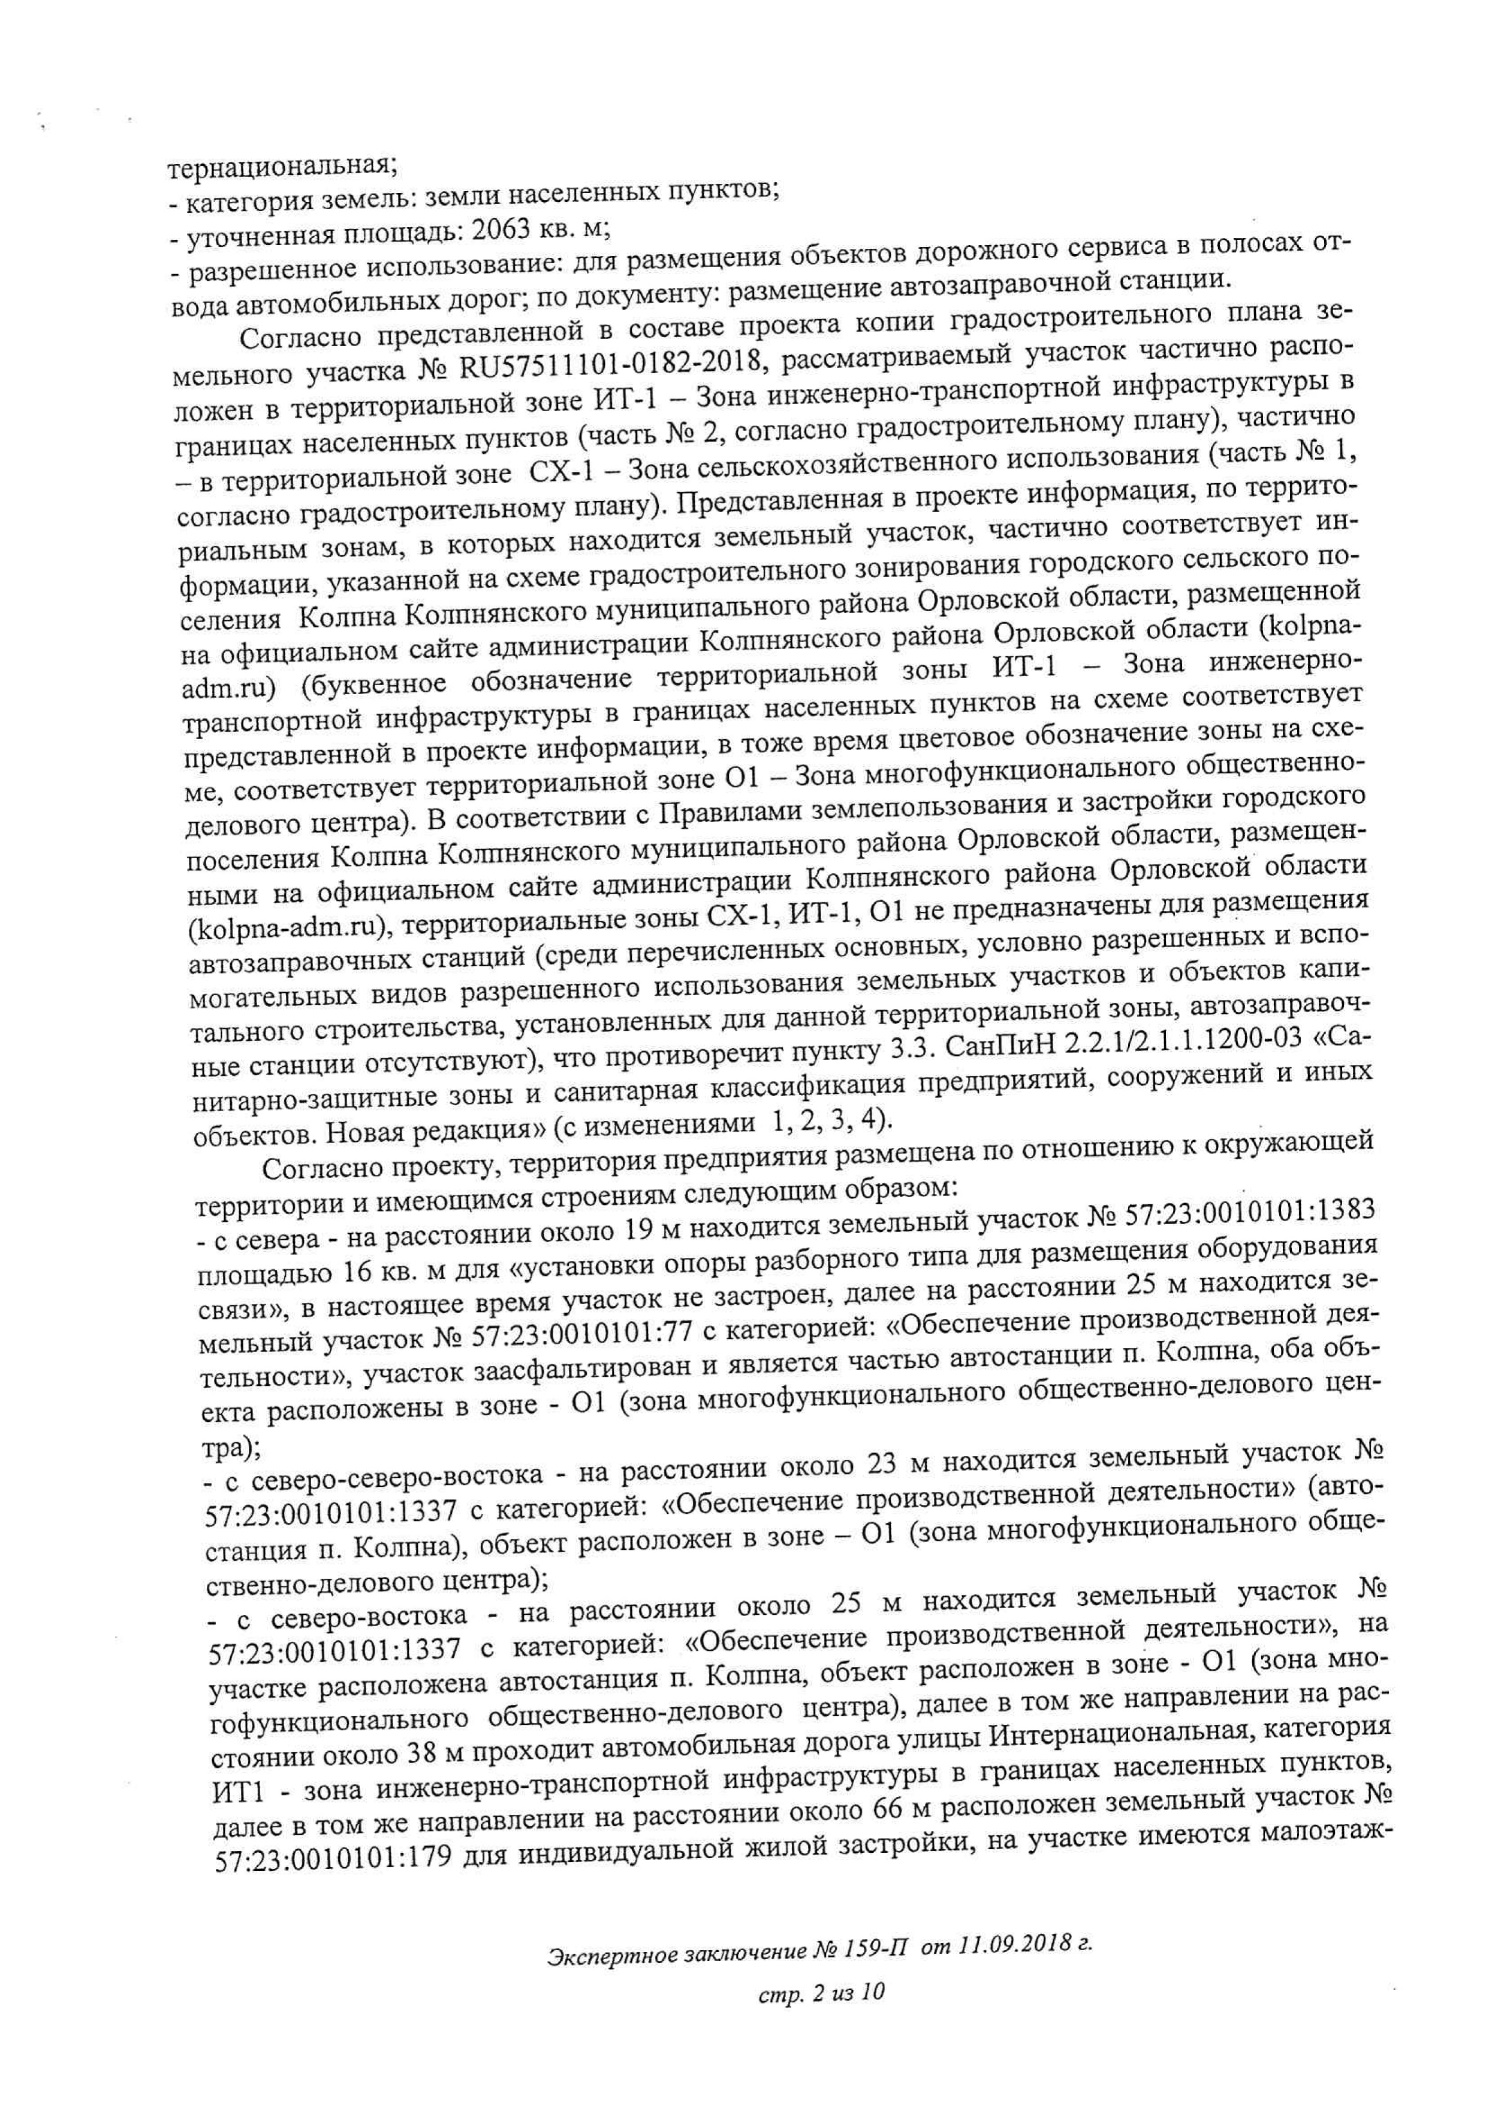 тернациональная;
- категория земель: земли населенных пунктов;
- уточненная площадь: 2063 кв. м;
- разрешенное использование: для размещения объектов дорожного сервиса в полосах от-
вода автомобильных дорог; по документу: размещение автозаправочной станции.
Согласно представленной в составе проекта копии градостроительного плана зе-
мельного участка № RU57511101-0182-2018, рассматриваемый участок частично распо-
ложен в территориальной зоне ИТ-1 – Зона инженерно-транспортной инфраструктуры в
границах населенных пунктов (часть № 2, согласно градостроительному плану), частично
– в территориальной зоне СХ-1 – Зона сельскохозяйственного использования (часть № 1,
согласно градостроительному плану). Представленная в проекте информация, по террито-
риальным зонам, в которых находится земельный участок, частично соответствует ин-
формации, указанной на схеме градостроительного зонирования городского сельского по-
селения Колпна Колпнянского муниципального района Орловской области, размещенной
на официальном сайте администрации Колпнянского района Орловской области (kolpna-
adm.ru) (буквенное обозначение территориальной зоны ИТ-1 – Зона инженерно-
транспортной инфраструктуры в границах населенных пунктов на схеме соответствует
представленной в проекте информации, в тоже время цветовое обозначение зоны на схе-
ме, соответствует территориальной зоне О1 – Зона многофункционального общественно-
делового центра). В соответствии с Правилами землепользования и застройки городского
поселения Колпна Колпнянского муниципального района Орловской области, размещен-
ными на официальном сайте администрации Колпнянского района Орловской области
(kolpna-adm.ru), территориальные зоны СХ-1, ИТ-1, О1 не предназначены для размещения
автозаправочных станций (среди перечисленных основных, условно разрешенных и вспо-
могательных видов разрешенного использования земельных участков и объектов капи-
тального строительства, установленных для данной территориальной зоны, автозаправоч-
ные станции отсутствуют), что противоречит пункту 3.3. СанПиН 2.2.1/2.1.1.1200-03 «Са-
нитарно-защитные зоны и санитарная классификация предприятий, сооружений и иных
объектов. Новая редакция» (с изменениями 1, 2, 3, 4).
Согласно проекту, территория предприятия размещена по отношению к окружающей
территории и имеющимся строениям следующим образом:
- с севера - на расстоянии около 19 м находится земельный участок № 57:23:0010101:1383
площадью 16 кв. м для «установки опоры разборного типа для размещения оборудования
связи», в настоящее время участок не застроен, далее на расстоянии 25 м находится зе-
мельный участок № 57:23:0010101:77 с категорией: «Обеспечение производственной дея-
тельности», участок заасфальтирован и является частью автостанции п. Колпна, оба объ-
екта расположены в зоне - О1 (зона многофункционального общественно-делового цен-
тра);
- с северо-северо-востока - на расстоянии около 23 м находится земельный участок №
57:23:0010101:1337 с категорией: «Обеспечение производственной деятельности» (авто-
станция п. Колпна), объект расположен в зоне – О1 (зона многофункционального обще-
ственно-делового центра);
- с северо-востока - на расстоянии около 25 м находится земельный участок №
57:23:0010101:1337 с категорией: «Обеспечение производственной деятельности», на
участке расположена автостанция п. Колпна, объект расположен в зоне - О1 (зона мно-
гофункционального общественно-делового центра), далее в том же направлении на рас-
стоянии около 38 м проходит автомобильная дорога улицы Интернациональная, категория
ИТ1 - зона инженерно-транспортной инфраструктуры в границах населенных пунктов,
далее в том же направлении на расстоянии около 66 м расположен земельный участок №
57:23:0010101:179 для индивидуальной жилой застройки, на участке имеются малоэтаж-
Экспертное заключение № 159-П от 11.09.2018 г.
стр. 2 из 10